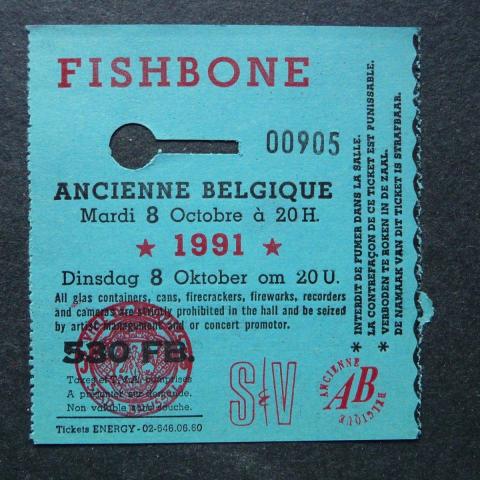 FISHBONE
00905
ANCIENNE BELGIQUE
Mardi 8 Octobre à 20 H.
★ 1991 ★
Dinsdag 8 Oktober om 20 U.
All glas containers, cans, firecrackers, fireworks, recorders
and cameras are strictly prohibited in the hall and be seized
by artist management and or concert promotor.
530 FB.
Taxes et T.V.A. comprises
A présenter sur demande.
Non valable sans souche.
Tickets ENERGY - 02-646.06.60
S&V
ANCIENNE
AB
BELGIQUE
* INTERDIT DE FUMER DANS LA SALLE.
LA CONTREFAÇON DE CE TICKET EST PUNISSABLE.
* VERBODEN TE ROKEN IN DE ZAAL.
DE NAMAAK VAN DIT TICKET IS STRAFBAAR.